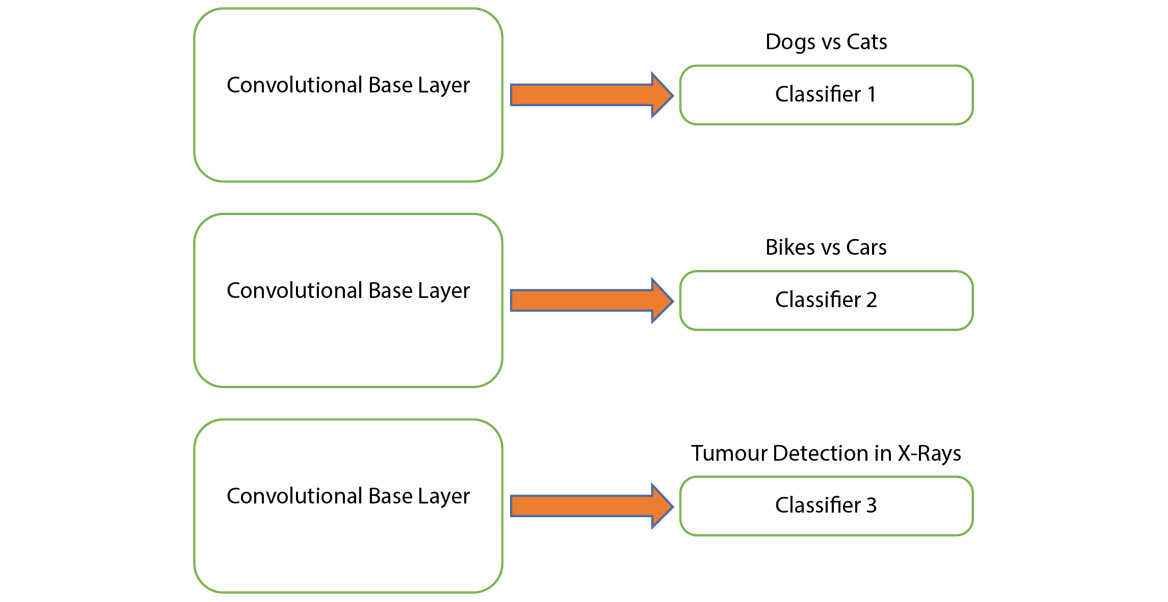 Dogs vs Cats
Convolutional Base Layer
Classifier 1
Bikes vs Cars
Convolutional Base Layer
Classifier 2
Tumour Detection in X-Rays
Convolutional Base Layer
Classifier 3